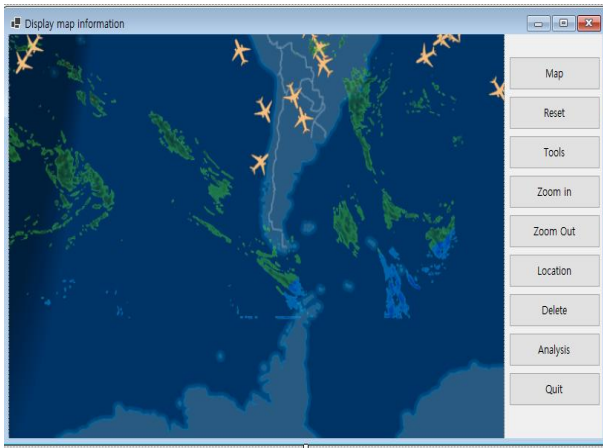 Display map information
Map
Reset
Tools
Zoom in
Zoom Out
Location
Delete
Analysis
Quit